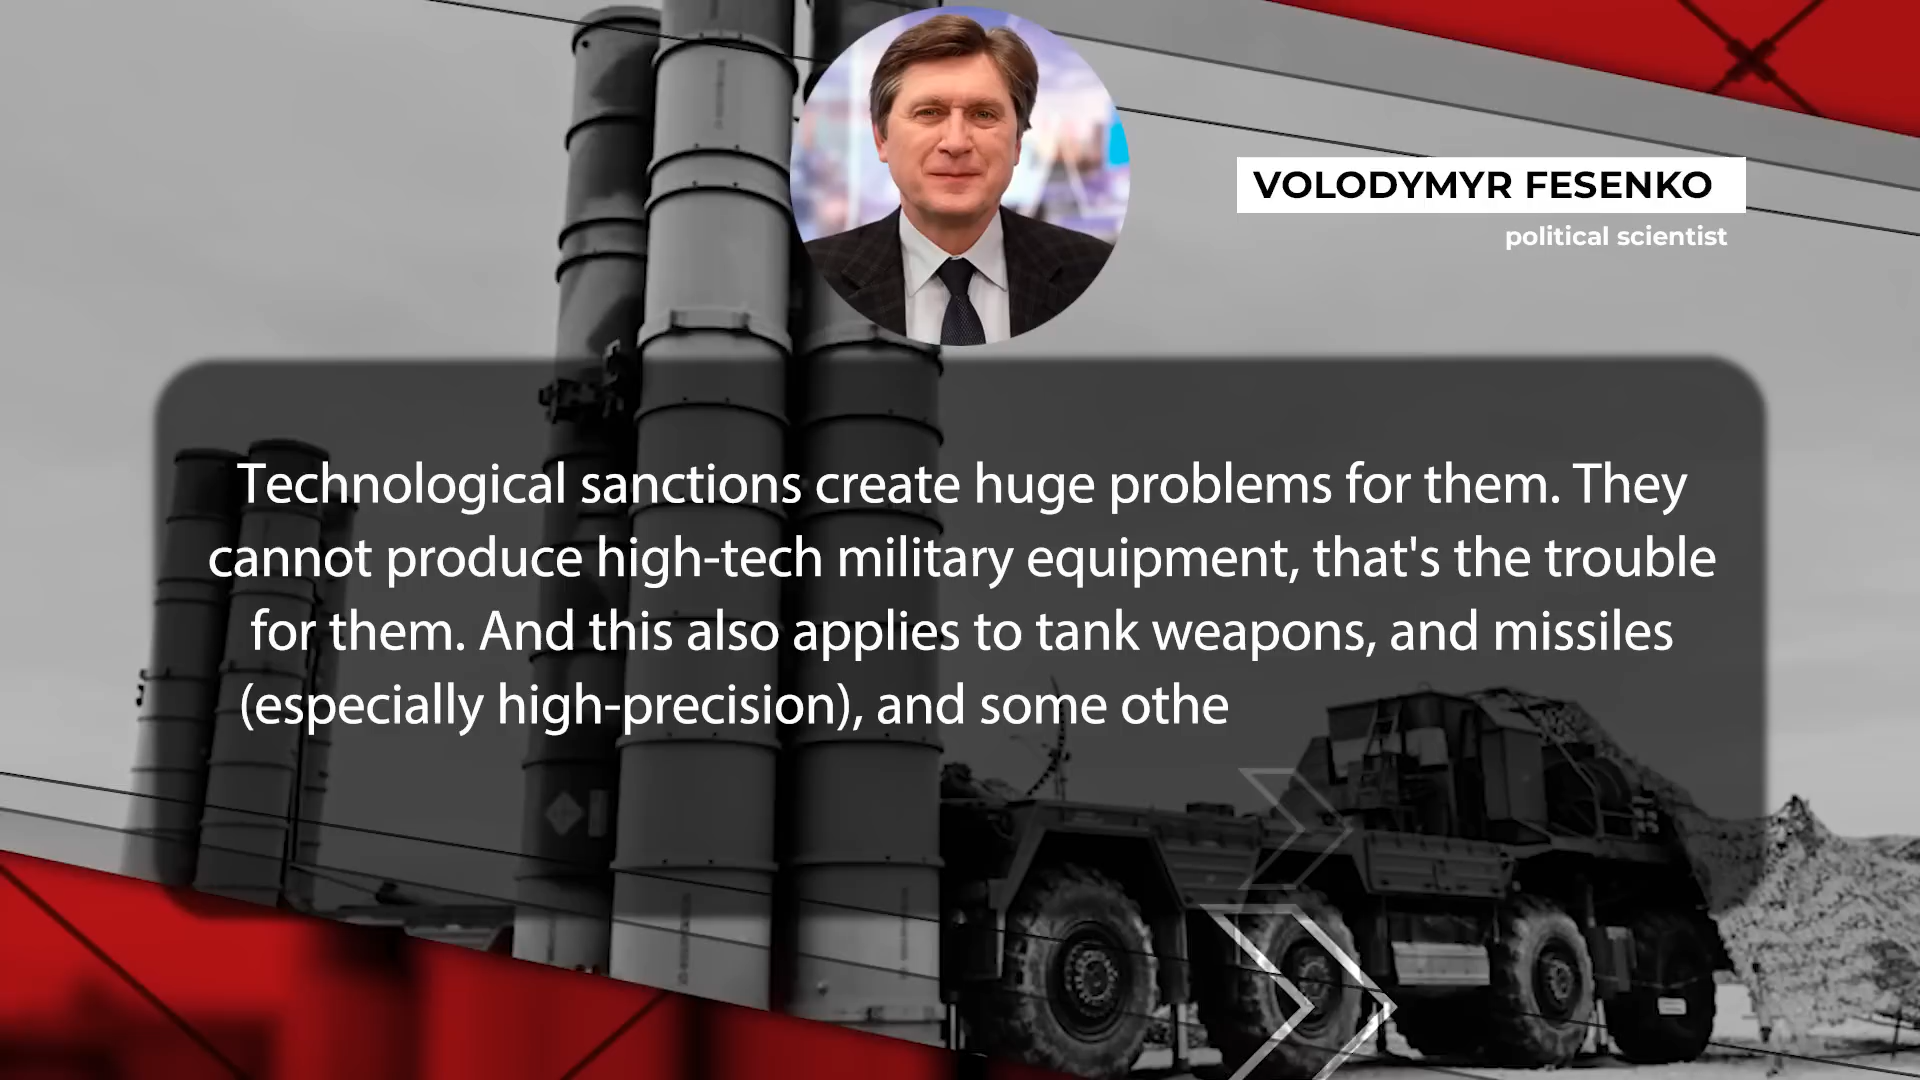 VOLODYMYR FESENKO
political scientist
Technological sanctions create huge problems for them. They
cannot produce high-tech military equipment, that's the trouble
for them. And this also applies to tank weapons, and missiles
(especially high-precision), and some othe